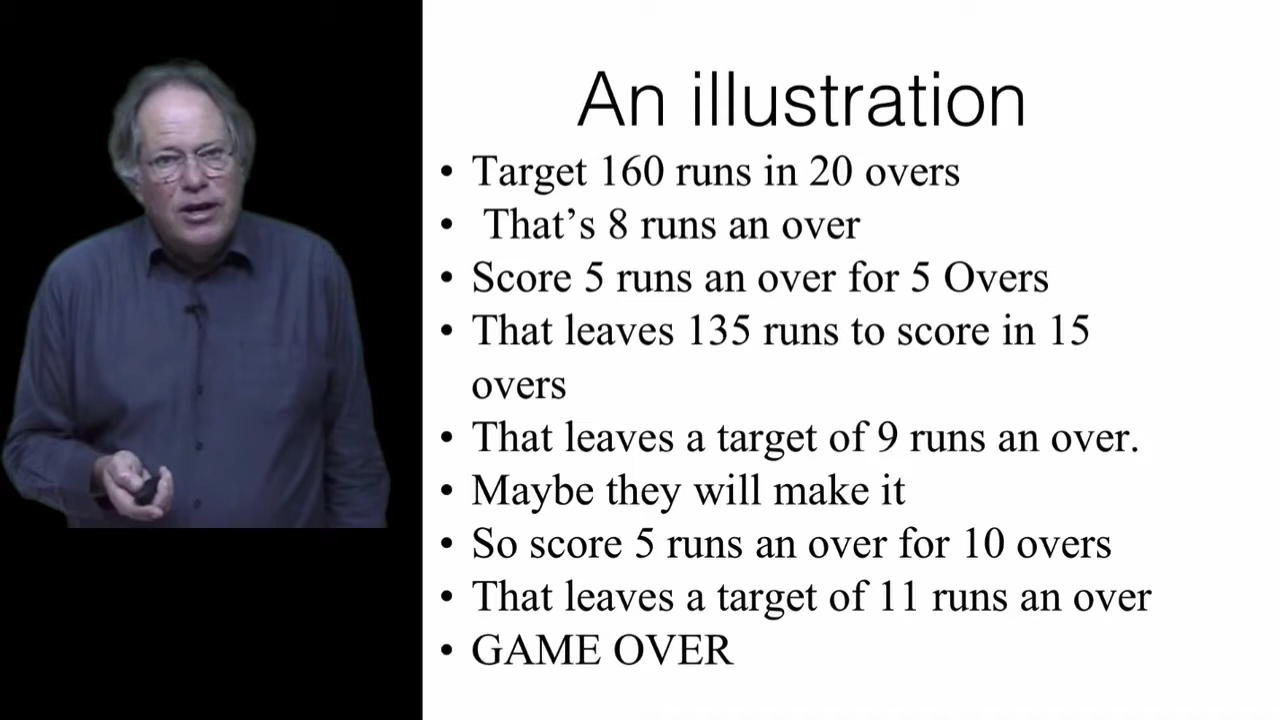 An illustration
• Target 160 runs in 20 overs
• That’s 8 runs an over
• Score 5 runs an over for 5 Overs
• That leaves 135 runs to score in 15
overs
• That leaves a target of 9 runs an over.
• Maybe they will make it
• So score 5 runs an over for 10 overs
• That leaves a target of 11 runs an over
• GAME OVER